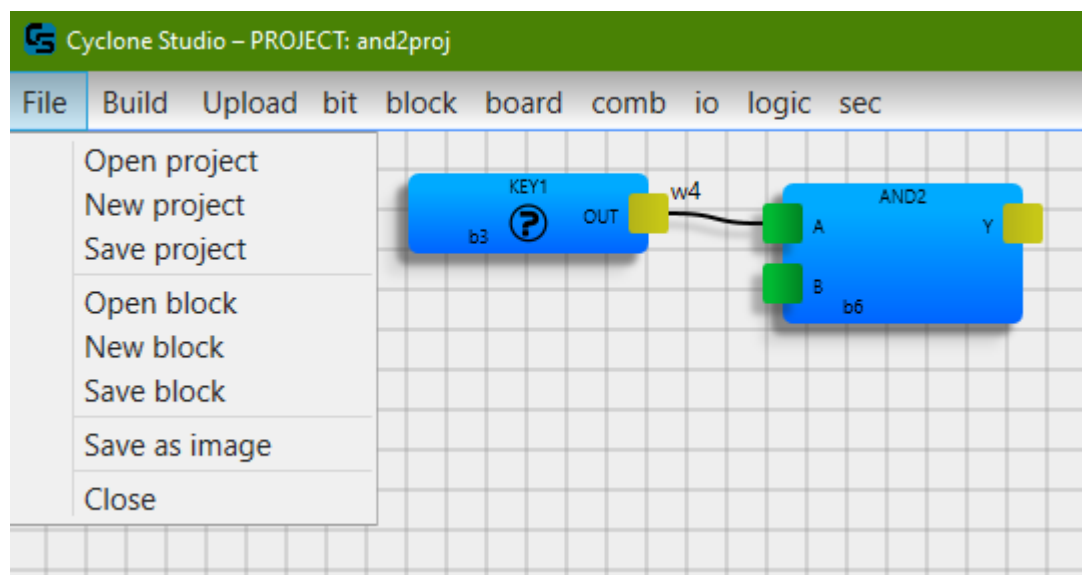 Cyclone Studio – PROJECT: and2proj
File Build Upload bit block board comb io logic sec
Open project
New project
Save project
Open block
New block
Save block
Save as image
Close
KEY1
? OUT
b3
w4
AND2
A Y
B
b6